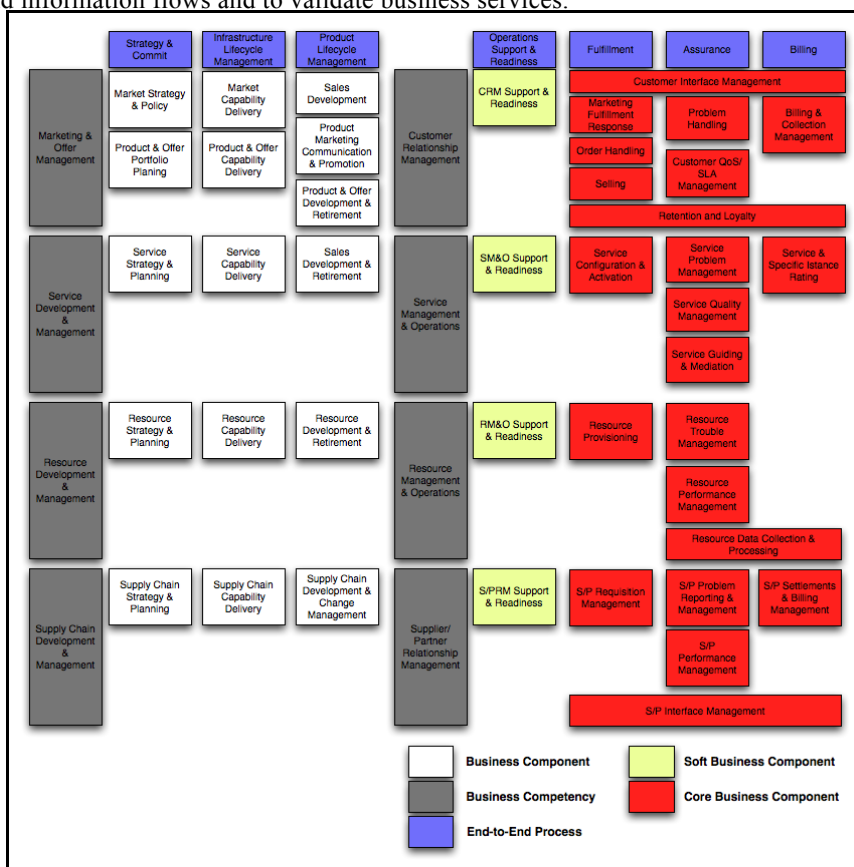 d information flows and to validate business services.
Strategy &
Commit
Infrastructure
Lifecycle
Management
Product
Lifecycle
Management
Operations
Support &
Readiness
Fulfillment
Assurance
Billing
Marketing &
Offer
Management
Market Strategy
& Policy
Product & Offer
Portfolio
Planing
Market
Capability
Delivery
Product & Offer
Capability
Delivery
Sales
Development
Product
Marketing
Communication
& Promotion
Product & Offer
Development &
Retirement
Customer
Relationship
Management
CRM Support &
Readiness
Customer Interface Management
Marketing
Fulfillment
Response
Order Handling
Selling
Problem
Handling
Customer QoS/
SLA
Management
Billing &
Collection
Management
Retention and Loyalty
Service
Development
&
Management
Service
Strategy &
Planning
Service
Capability
Delivery
Sales
Development &
Retirement
Service
Management
& Operations
SM&O Support
& Readiness
Service
Configuration &
Activation
Service
Problem
Management
Service Quality
Management
Service Guiding
& Mediation
Service &
Specific Istance
Rating
Resource
Development
&
Management
Resource
Strategy &
Planning
Resource
Capability
Delivery
Resource
Development &
Retirement
Resource
Management
& Operations
RM&O Support
& Readiness
Resource
Provisioning
Resource
Trouble
Management
Resource
Performance
Management
Resource Data Collection &
Processing
Supply Chain
Development
&
Management
Supply Chain
Strategy &
Planning
Supply Chain
Capability
Delivery
Supply Chain
Development &
Change
Management
Supplier/
Partner
Relationship
Management
S/PRM Support
& Readiness
S/P Requisition
Management
S/P Problem
Reporting &
Management
S/P
Performance
Management
S/P Settlements
& Billing
Management
S/P Interface Management
Business Component
Business Competency
End-to-End Process
Soft Business Component
Core Business Component